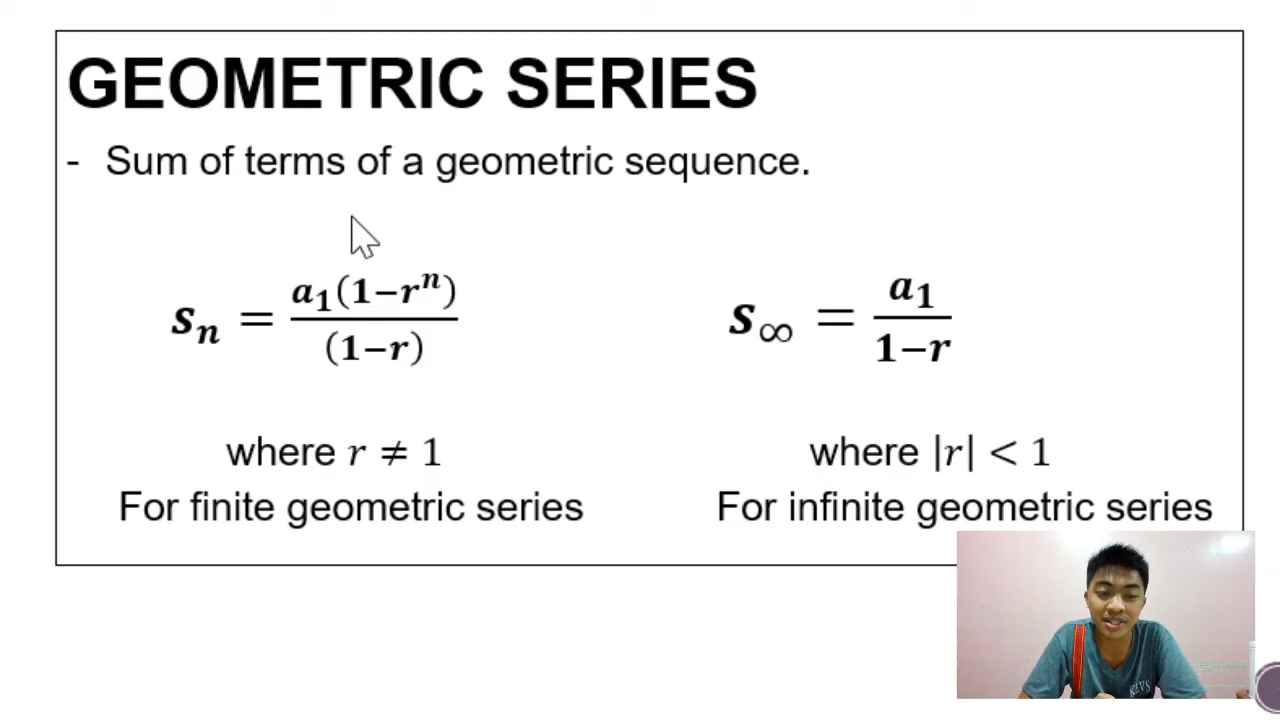 GEOMETRIC SERIES
- Sum of terms of a geometric sequence.
sₙ = a₁(1−rⁿ) / (1−r)
s∞ = a₁ / 1−r
where r ≠ 1
where |r| < 1
For finite geometric series
For infinite geometric series
KEVS